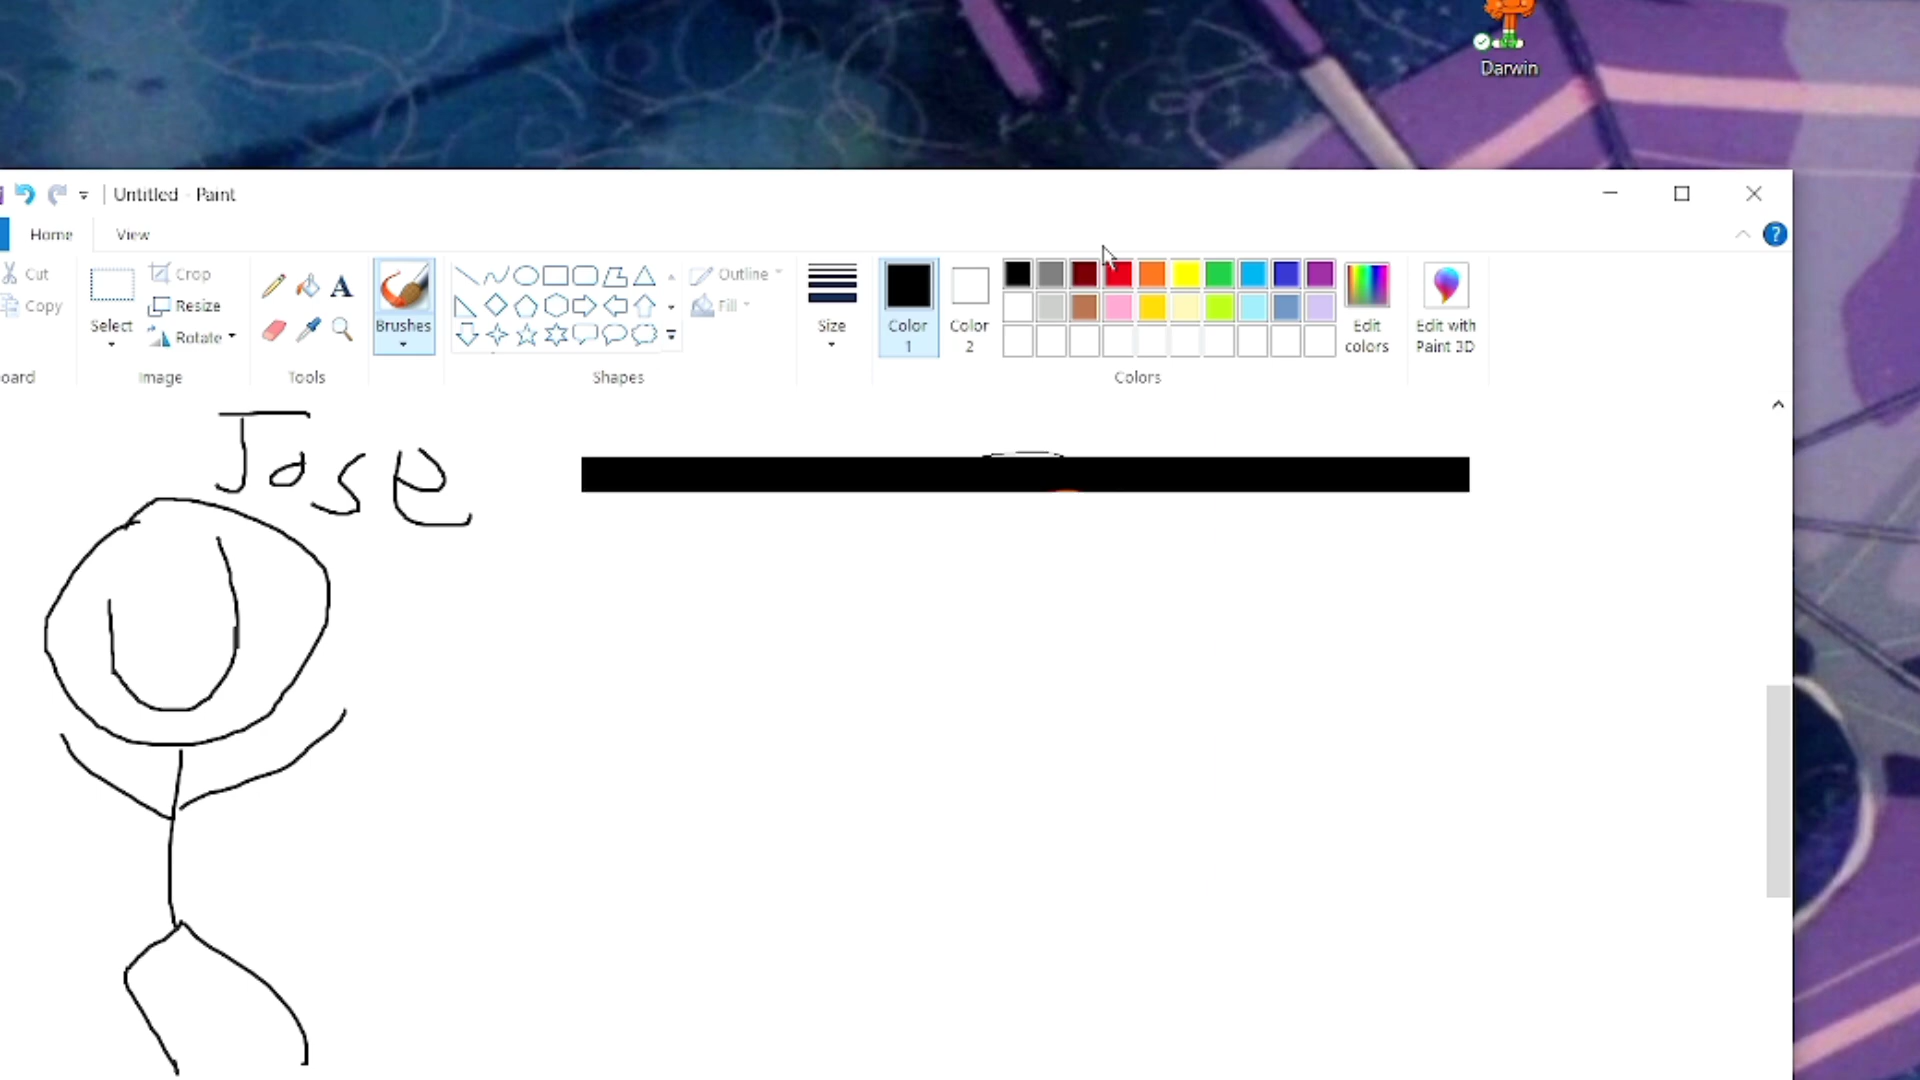 Darwin
Untitled - Paint
Home View
Cut
Copy
Select
Crop
Resize
Rotate
Image
Tools
Brushes
Shapes
Outline
Fill
Size
Color 1
Color 2
Colors
Edit colors
Edit with Paint 3D
oard
Jose